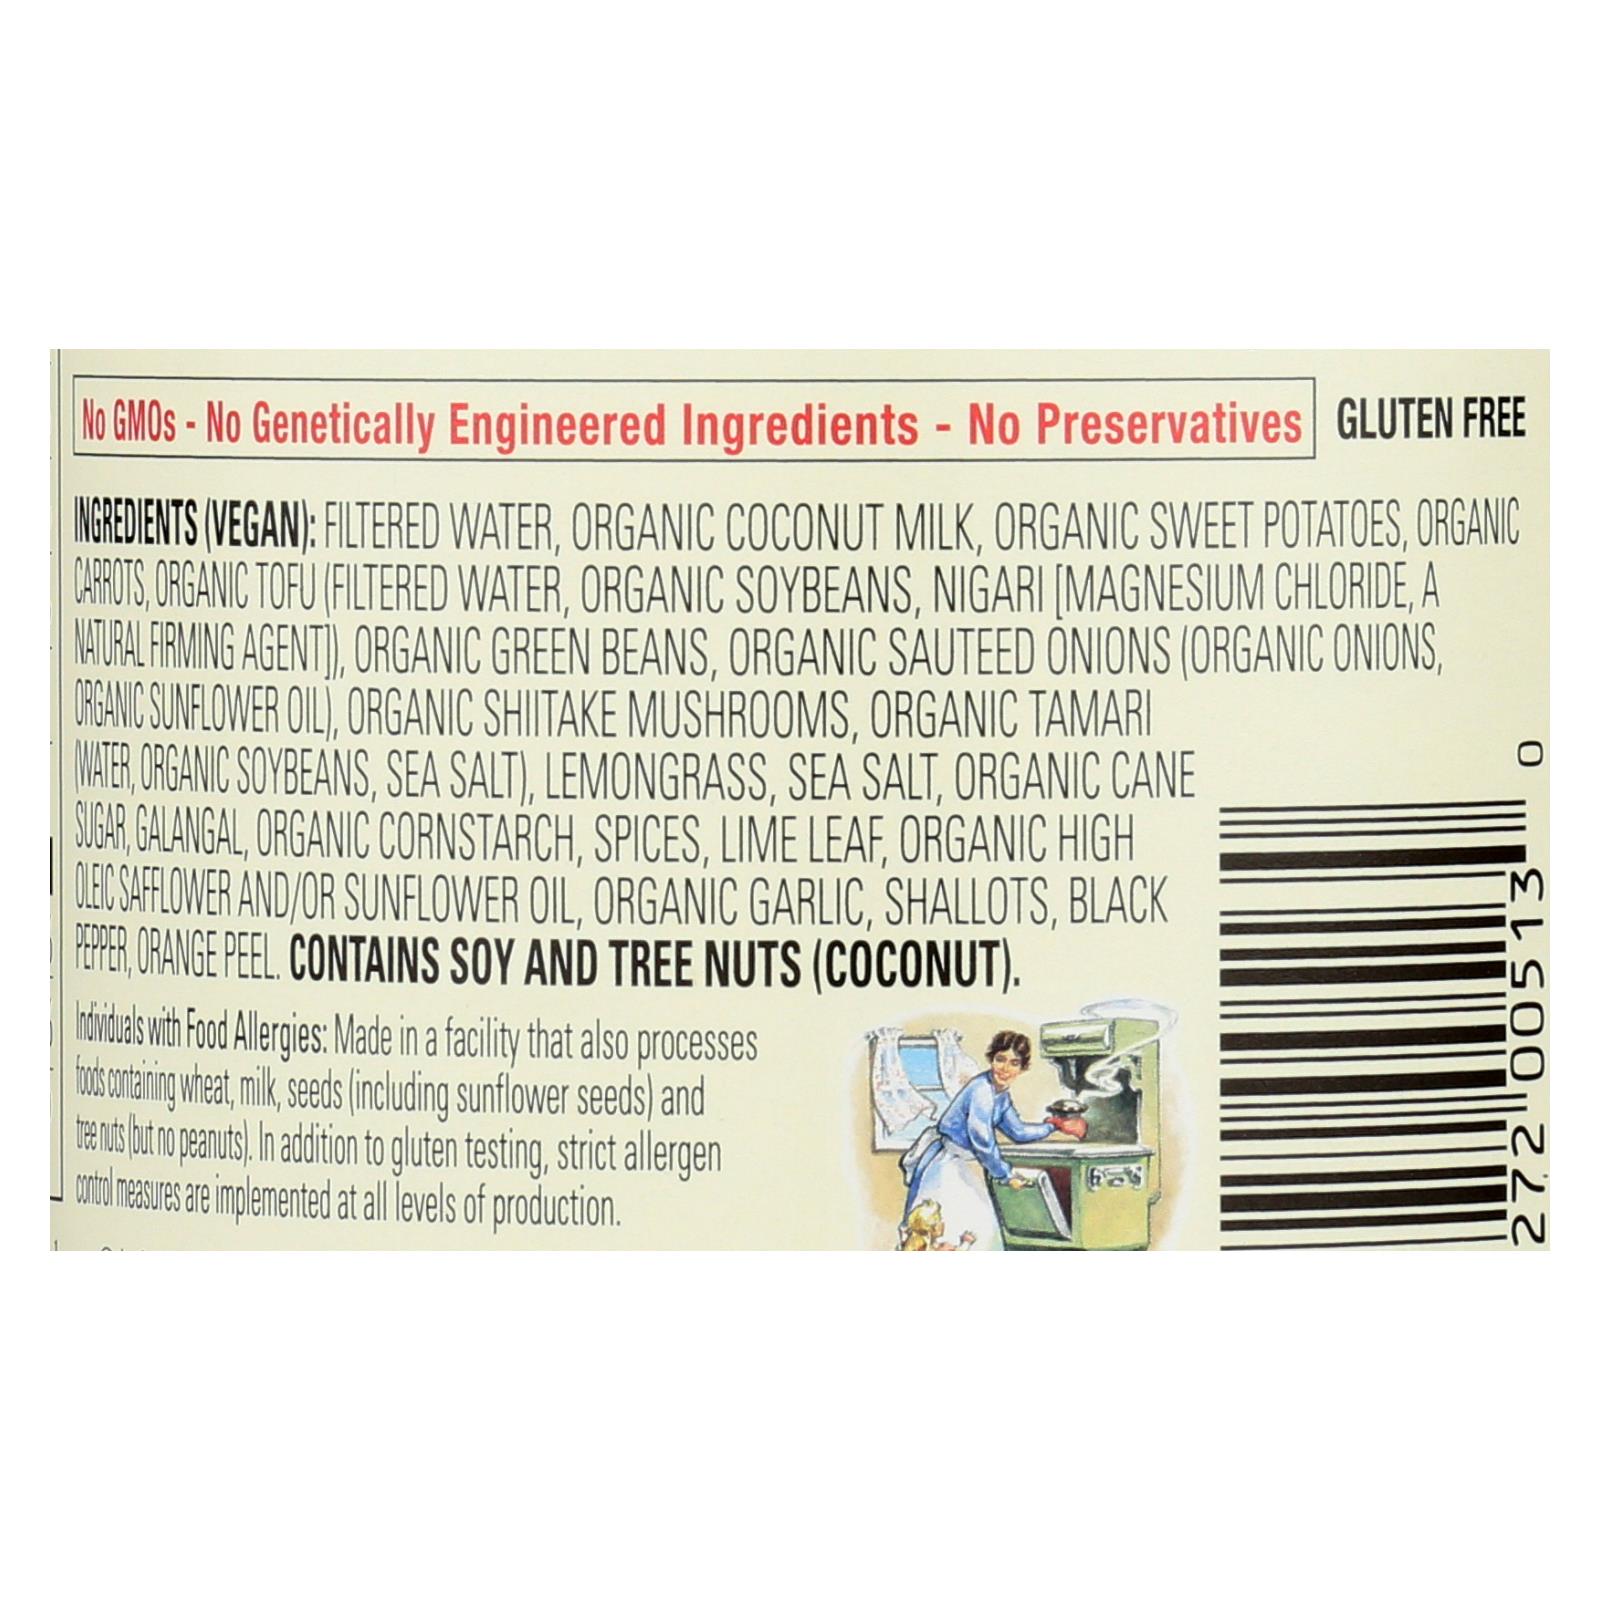 No GMOs - No Genetically Engineered Ingredients - No Preservatives GLUTEN FREE
INGREDIENTS (VEGAN): FILTERED WATER, ORGANIC COCONUT MILK, ORGANIC SWEET POTATOES, ORGANIC
CARROTS, ORGANIC TOFU (FILTERED WATER, ORGANIC SOYBEANS, NIGARI [MAGNESIUM CHLORIDE, A
NATURAL FIRMING AGENT]), ORGANIC GREEN BEANS, ORGANIC SAUTEED ONIONS (ORGANIC ONIONS,
ORGANIC SUNFLOWER OIL), ORGANIC SHIITAKE MUSHROOMS, ORGANIC TAMARI
(WATER, ORGANIC SOYBEANS, SEA SALT), LEMONGRASS, SEA SALT, ORGANIC CANE
SUGAR, GALANGAL, ORGANIC CORNSTARCH, SPICES, LIME LEAF, ORGANIC HIGH
OLEIC SAFFLOWER AND/OR SUNFLOWER OIL, ORGANIC GARLIC, SHALLOTS, BLACK
PEPPER, ORANGE PEEL. CONTAINS SOY AND TREE NUTS (COCONUT).
Individuals with Food Allergies: Made in a facility that also processes
foods containing wheat, milk, seeds (including sunflower seeds) and
tree nuts (but no peanuts). In addition to gluten testing, strict allergen
control measures are implemented at all levels of production.
272 00513 0